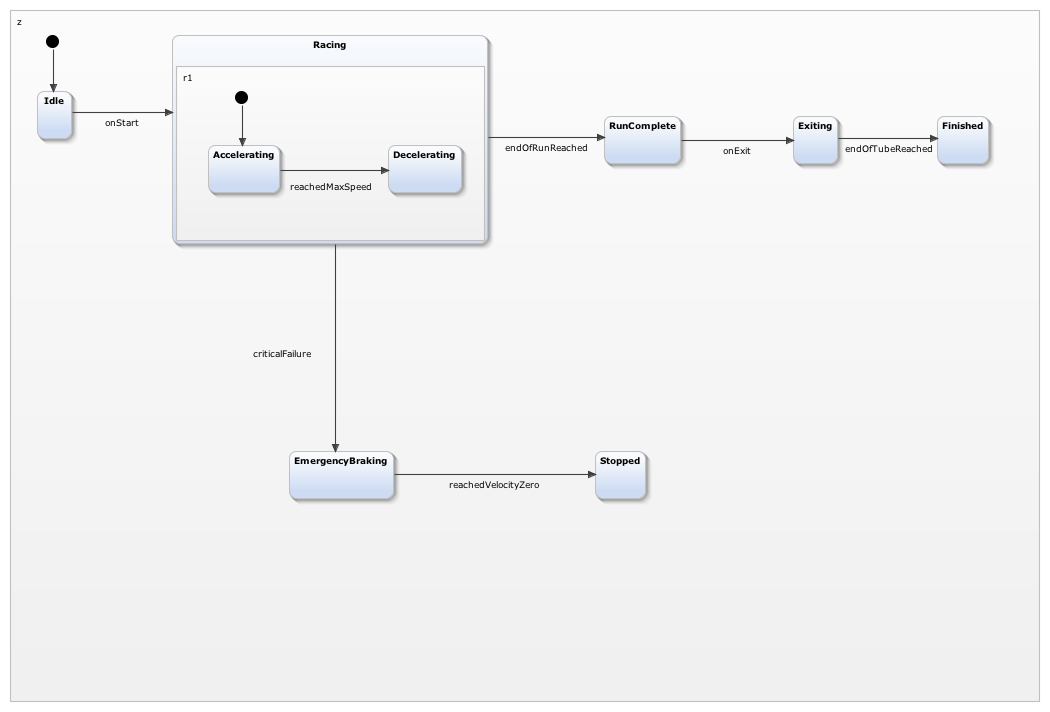 z
Racing
r1
Idle
onStart
Accelerating
reachedMaxSpeed
Decelerating
endOfRunReached
RunComplete
onExit
Exiting
endOfTubeReached
Finished
criticalFailure
EmergencyBraking
reachedVelocityZero
Stopped